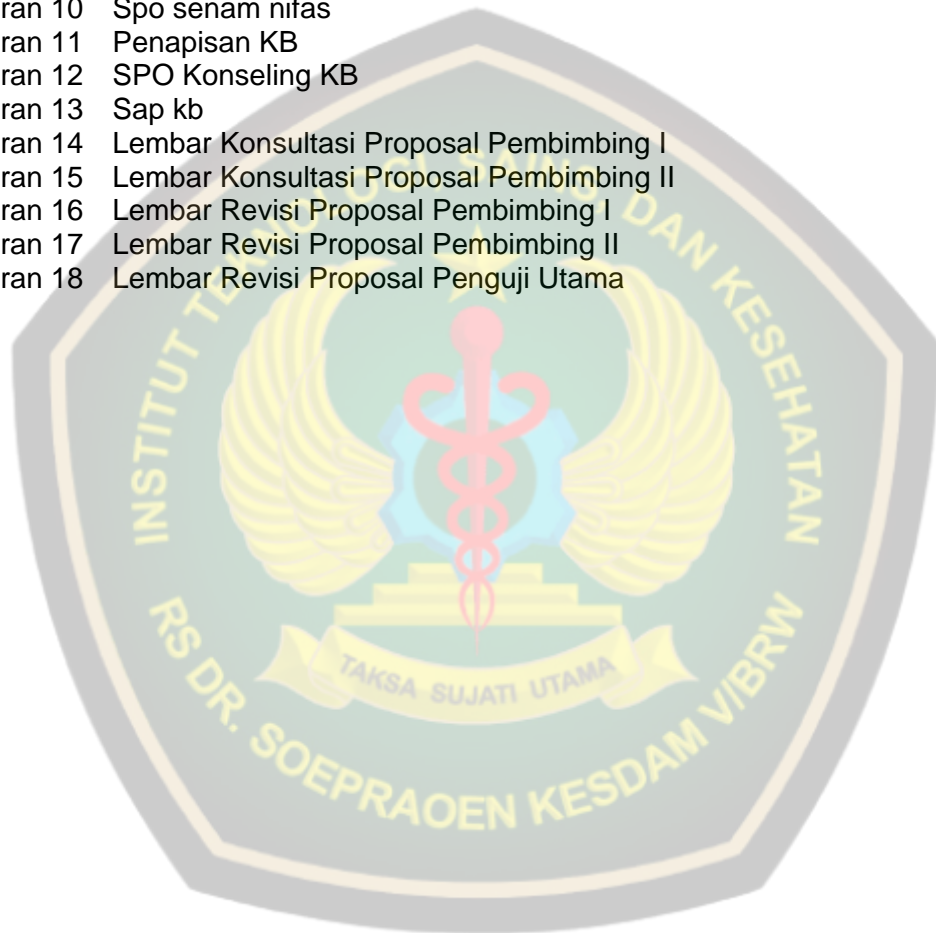 ran 10 Spo senam nifas
ran 11 Penapisan KB
ran 12 SPO Konseling KB
ran 13 Sap kb
ran 14 Lembar Konsultasi Proposal Pembimbing I
ran 15 Lembar Konsultasi Proposal Pembimbing II
ran 16 Lembar Revisi Proposal Pembimbing I
ran 17 Lembar Revisi Proposal Pembimbing II
ran 18 Lembar Revisi Proposal Penguji Utama
INSTITUT TEKNOLOGI, SAINS, DAN KESEHATAN
TAKSA SUJATI UTAMA
RS DR. SOEPRAOEN KESDAM V/BRW